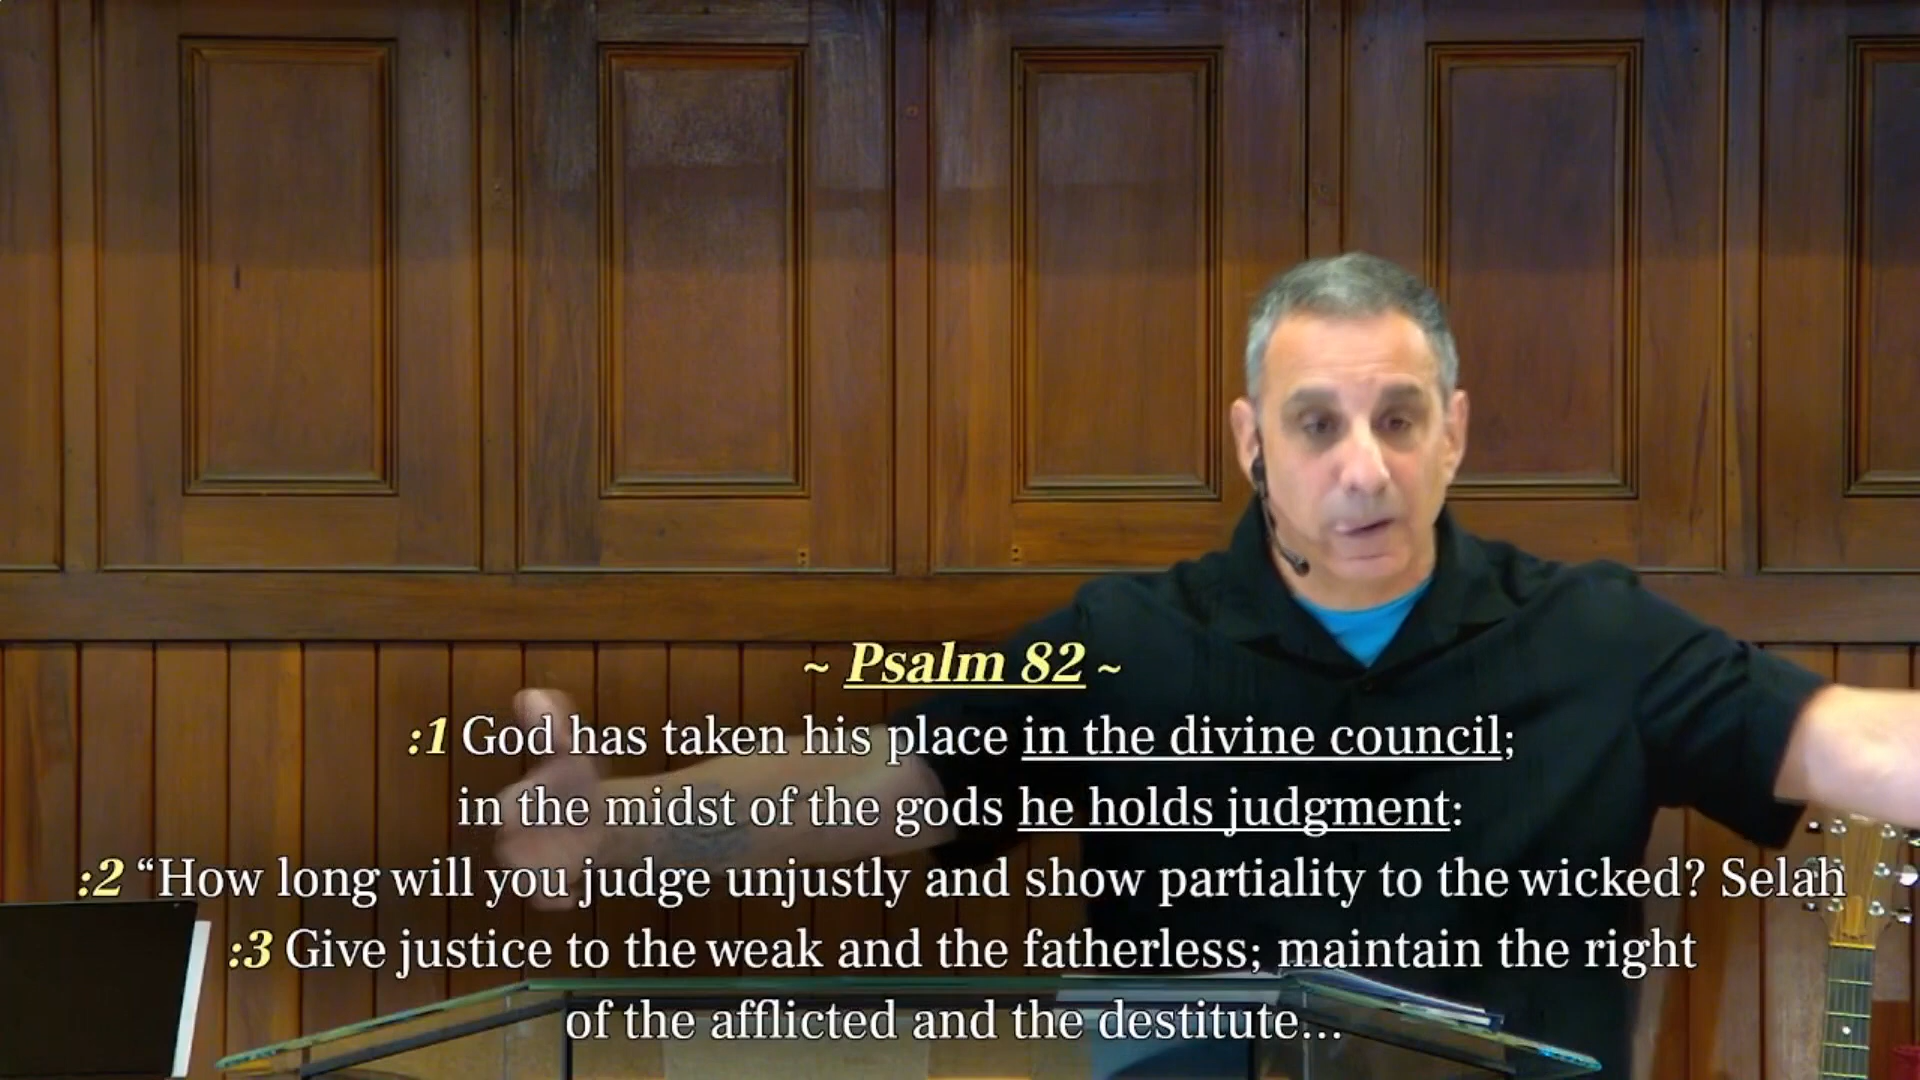 ~ Psalm 82 ~
:1 God has taken his place in the divine council;
in the midst of the gods he holds judgment:
:2 “How long will you judge unjustly and show partiality to the wicked? Selah
:3 Give justice to the weak and the fatherless; maintain the right
of the afflicted and the destitute...